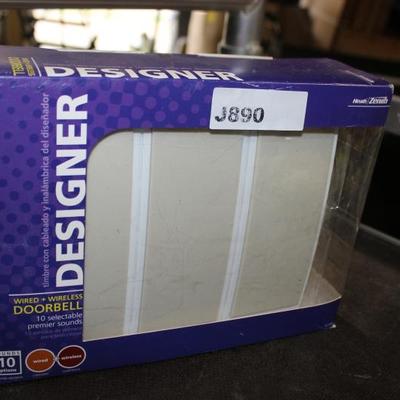 DESIGNER
J890
Heath Zenith
DESIGNER
timbre con cableado y inalámbrica del diseñador
WIRED + WIRELESS
DOORBELL
10 selectable
premier sounds
10
wired
wireless